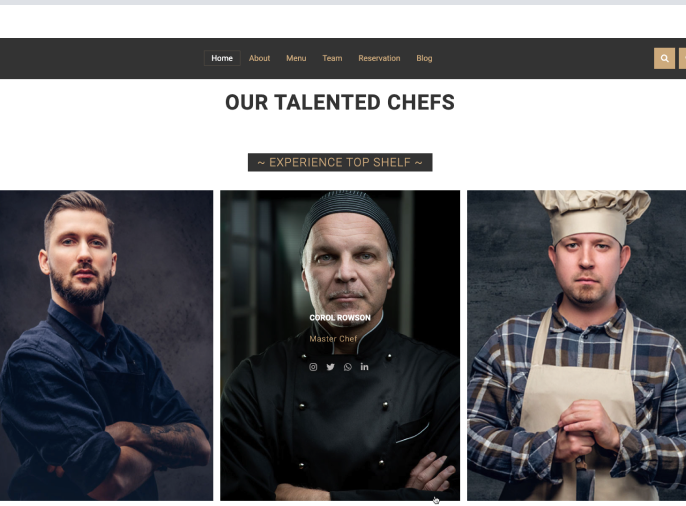 Home About Menu Team Reservation Blog
OUR TALENTED CHEFS
~ EXPERIENCE TOP SHELF ~
COROL ROWSON
Master Chef